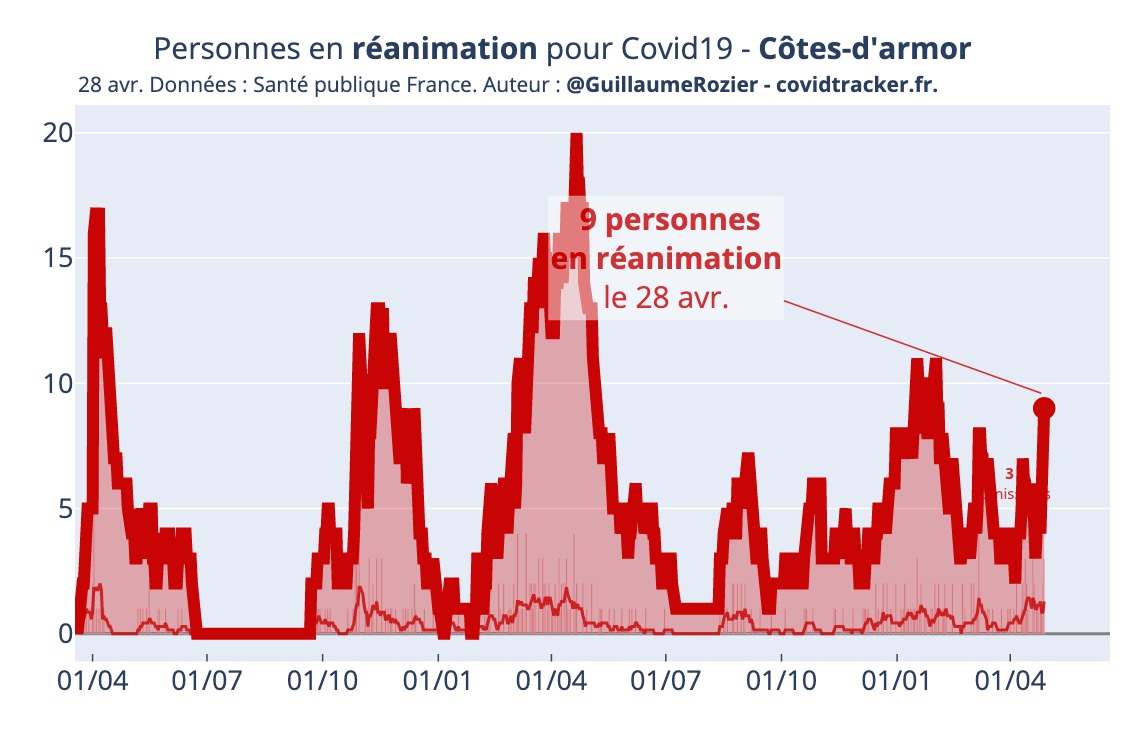 Personnes en réanimation pour Covid19 - Côtes-d'armor
28 avr. Données : Santé publique France. Auteur : @GuillaumeRozier - covidtracker.fr.
20
15
10
5
0
9 personnes
en réanimation
le 28 avr.
3
01/04 01/07 01/10 01/01 01/04 01/07 01/10 01/01 01/04